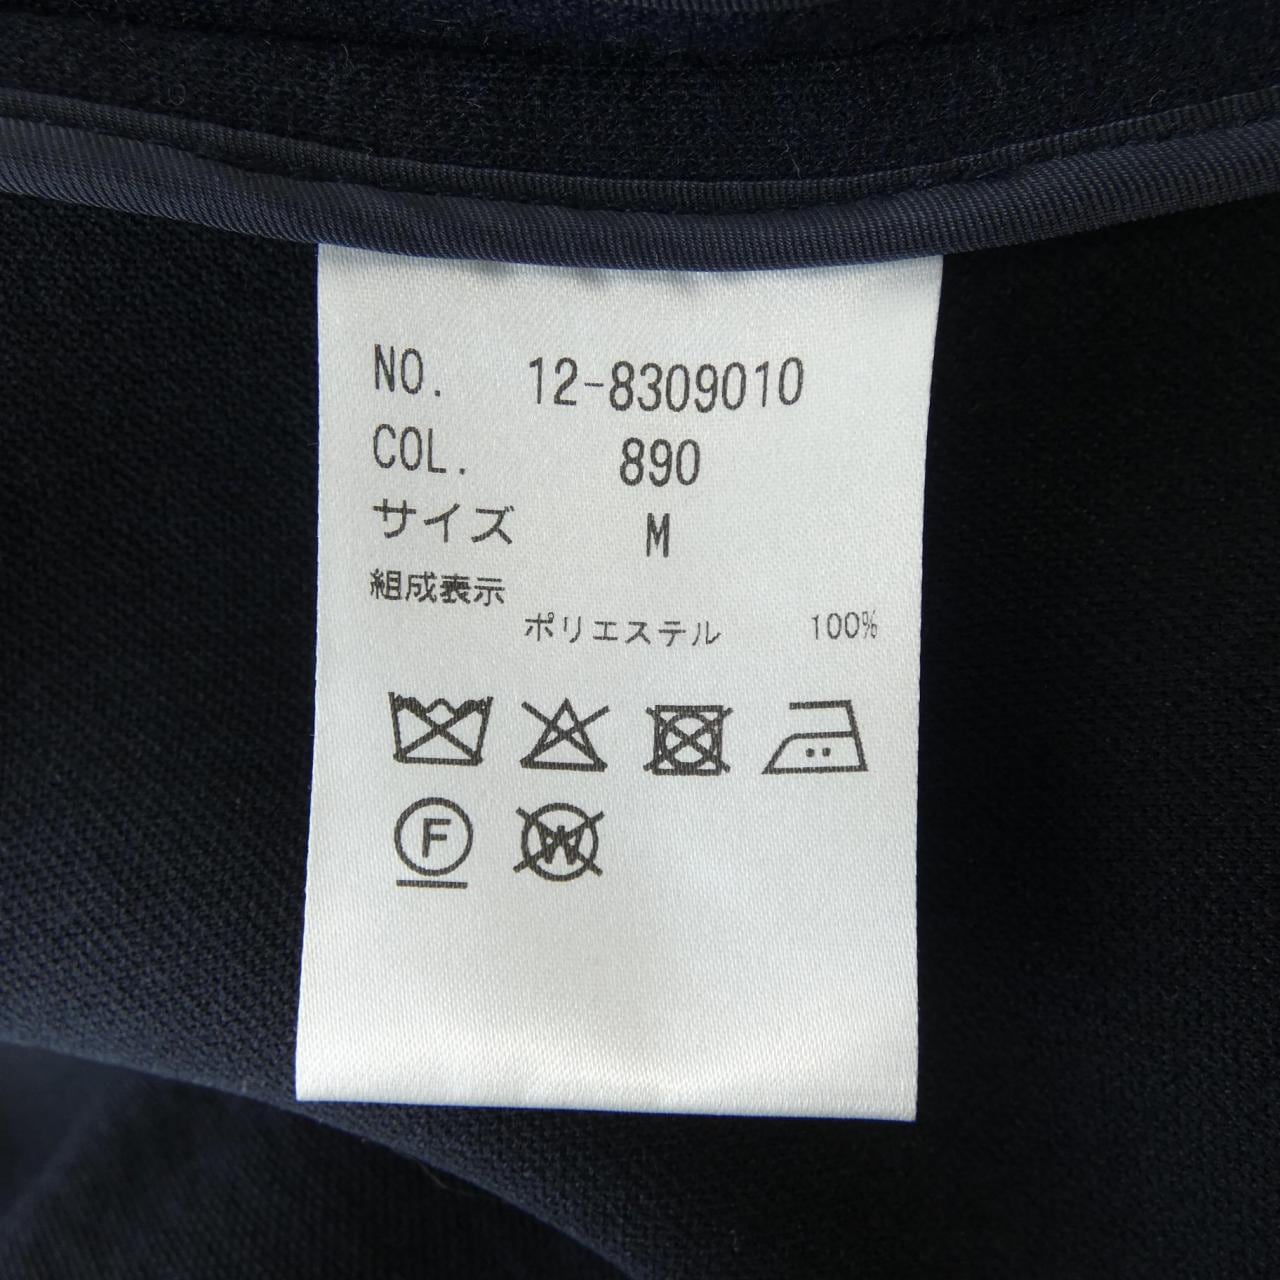 NO. 12-8309010
COL. 890
サイズ M
組成表示
ポリエステル 100%
F W